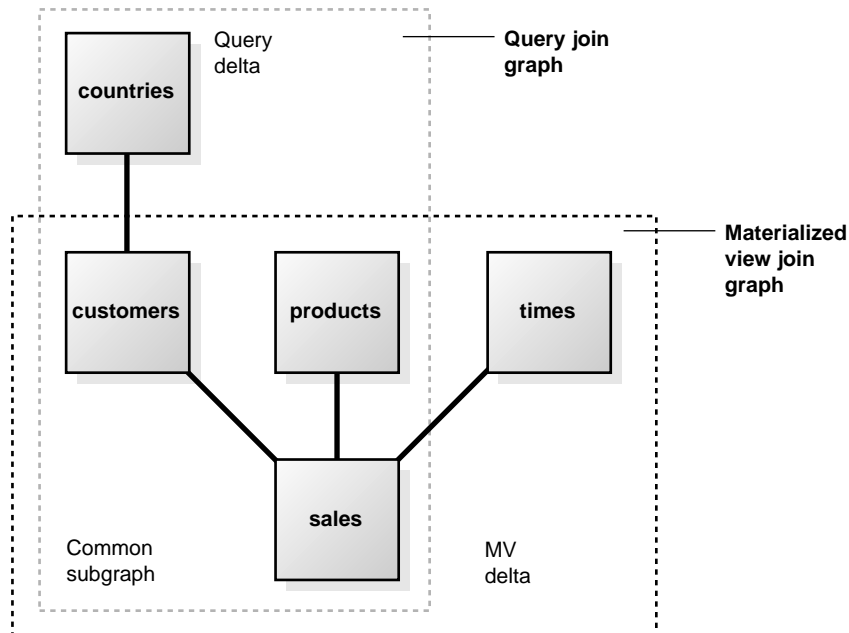 Query
delta
Query join
graph
countries
Materialized
view join
graph
customers
products
times
sales
Common
subgraph
MV
delta